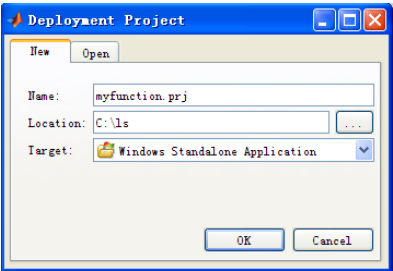 Deployment Project
New
Open
Name: myfunction.prj
Location: C:\ls
...
Target: Windows Standalone Application
OK
Cancel